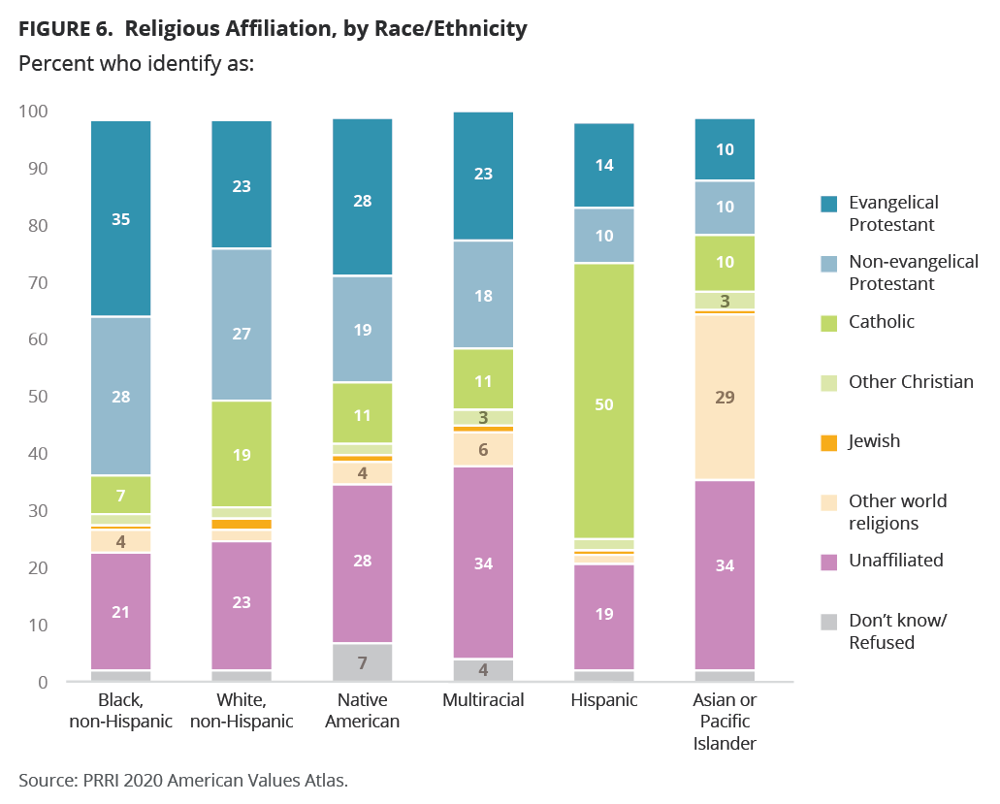 FIGURE 6. Religious Affiliation, by Race/Ethnicity
Percent who identify as:
100
90
80
70
60
50
40
30
20
10
0
35
28
7
4
21
23
27
19
23
28
19
11
4
28
7
23
18
11
3
6
34
4
14
10
50
19
10
10
10
3
29
34
Black,
non-Hispanic
White,
non-Hispanic
Native
American
Multiracial
Hispanic
Asian or
Pacific
Islander
Evangelical
Protestant
Non-evangelical
Protestant
Catholic
Other Christian
Jewish
Other world
religions
Unaffiliated
Don’t know/
Refused
Source: PRRI 2020 American Values Atlas.